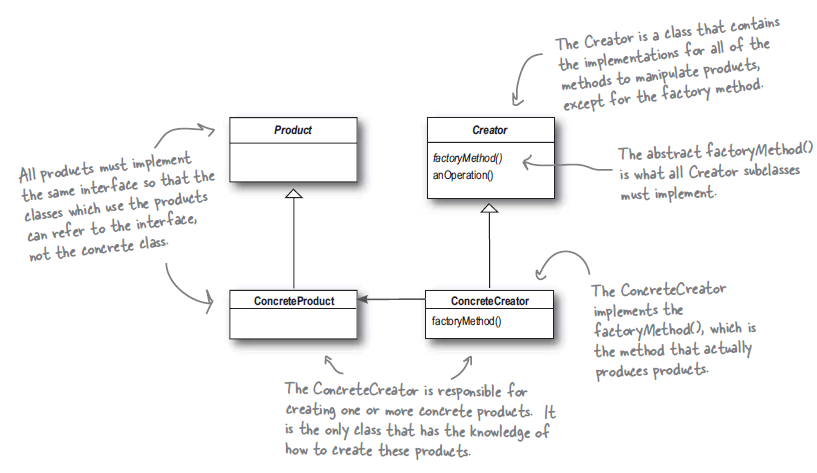 The Creator is a class that contains
the implementations for all of the
methods to manipulate products,
except for the factory method.
Product
Creator
factoryMethod()
anOperation()
The abstract factoryMethod()
is what all Creator subclasses
must implement.
All products must implement
the same interface so that the
classes which use the products
can refer to the interface,
not the concrete class.
ConcreteProduct
ConcreteCreator
factoryMethod()
The ConcreteCreator
implements the
factoryMethod(), which is
the method that actually
produces products.
The ConcreteCreator is responsible for
creating one or more concrete products. It
is the only class that has the knowledge of
how to create these products.